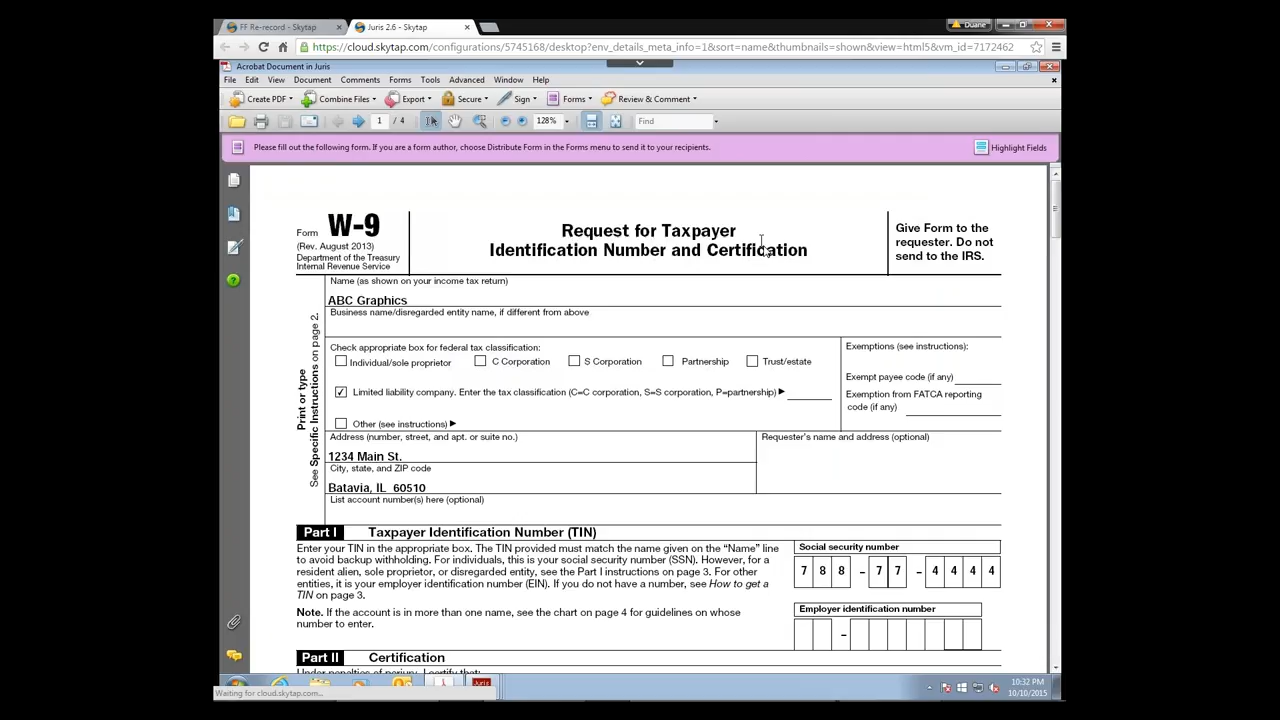 FF Re-record - Skytap
Juris 2.6 - Skytap
Duane
https://cloud.skytap.com/configurations/5745168/desktop?env_details_meta_info=1&sort=name&thumbnails=shown&view=html5&vm_id=7172462
Acrobat Document in Juris
File Edit View Document Comments Forms Tools Advanced Window Help
Create PDF Combine Files Export Secure Sign Forms Review & Comment
1 / 4 128% Find
Please fill out the following form. If you are a form author, choose Distribute Form in the Forms menu to send it to your recipients.
Highlight Fields
Form W-9
(Rev. August 2013)
Department of the Treasury
Internal Revenue Service
Request for Taxpayer
Identification Number and Certification
Give Form to the
requester. Do not
send to the IRS.
Print or type
See Specific Instructions on page 2.
Name (as shown on your income tax return)
ABC Graphics
Business name/disregarded entity name, if different from above
Check appropriate box for federal tax classification:
Individual/sole proprietor C Corporation S Corporation Partnership Trust/estate
Limited liability company. Enter the tax classification (C=C corporation, S=S corporation, P=partnership)
Other (see instructions)
Exemptions (see instructions):
Exempt payee code (if any)
Exemption from FATCA reporting
code (if any)
Address (number, street, and apt. or suite no.)
1234 Main St.
City, state, and ZIP code
Batavia, IL 60510
Requester's name and address (optional)
List account number(s) here (optional)
Part I Taxpayer Identification Number (TIN)
Enter your TIN in the appropriate box. The TIN provided must match the name given on the "Name" line
to avoid backup withholding. For individuals, this is your social security number (SSN). However, for a
resident alien, sole proprietor, or disregarded entity, see the Part I instructions on page 3. For other
entities, it is your employer identification number (EIN). If you do not have a number, see How to get a
TIN on page 3.
Note. If the account is in more than one name, see the chart on page 4 for guidelines on whose
number to enter.
Social security number
7 8 8 – 7 7 – 4 4 4 4
Employer identification number
–
Part II Certification
Under penalties of perjury, I certify that:
Waiting for cloud.skytap.com...
Juris
10:32 PM
10/10/2015